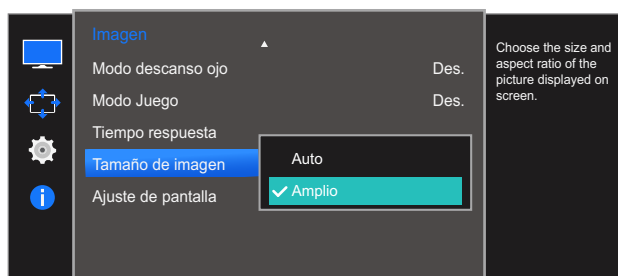 Imagen
Modo descanso ojo Des.
Modo Juego Des.
Tiempo respuesta
Tamaño de imagen
Auto
Amplio
Ajuste de pantalla
Choose the size and
aspect ratio of the
picture displayed on
screen.